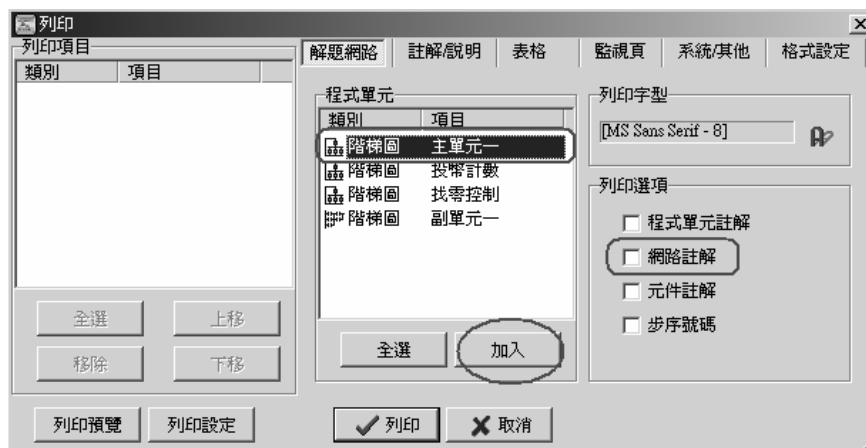 列印
列印項目
類別 項目
全選 上移
移除 下移
列印預覽 列印設定
解題網路 註解/說明 表格 監視頁 系統/其他 格式設定
程式單元
類別 項目
階梯圖 主單元一
階梯圖 投幣計數
階梯圖 找零控制
階梯圖 副單元一
全選 加入
列印字型
[MS Sans Serif - 8]
列印選項
程式單元註解
網路註解
元件註解
步序號碼
列印 取消